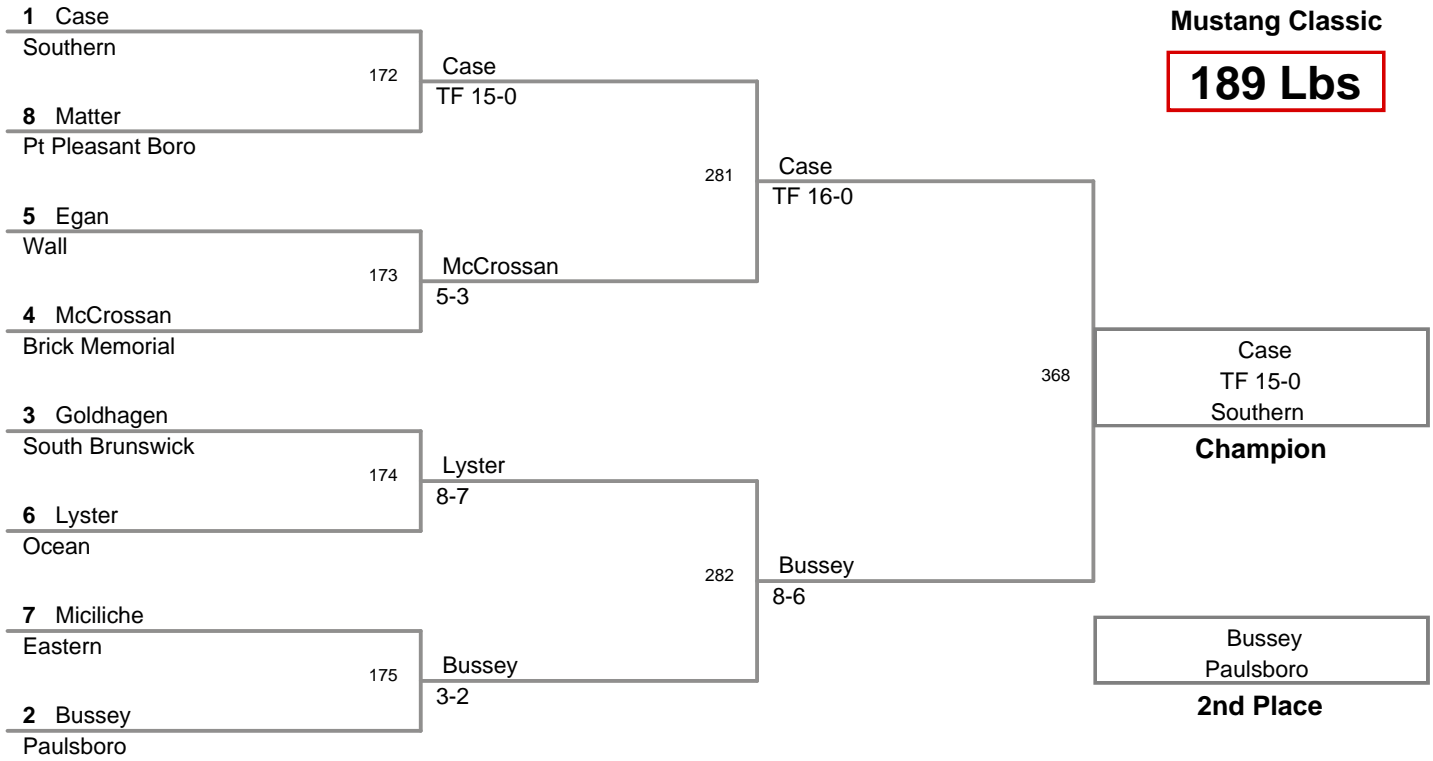 Mustang Classic
189 Lbs
1 Case
Southern
172
8 Matter
Pt Pleasant Boro
5 Egan
Wall
173
4 McCrossan
Brick Memorial
3 Goldhagen
South Brunswick
174
6 Lyster
Ocean
7 Miciliche
Eastern
175
2 Bussey
Paulsboro
Case
TF 15-0
281
McCrossan
5-3
Lyster
8-7
282
Bussey
3-2
Case
TF 16-0
368
Bussey
8-6
Case
TF 15-0
Southern
Champion
Bussey
Paulsboro
2nd Place